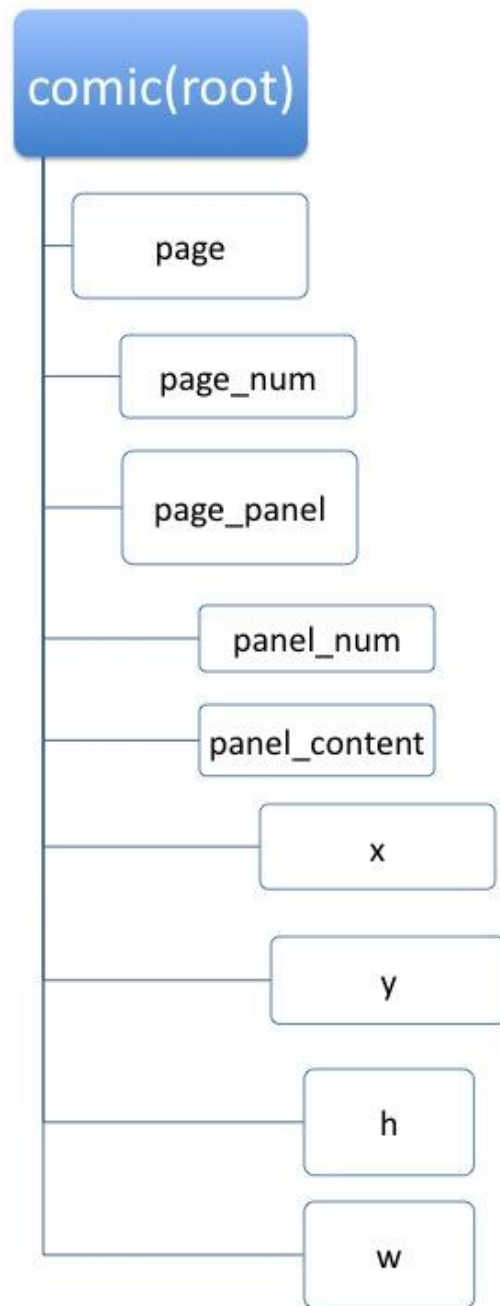 comic(root)
page
page_num
page_panel
panel_num
panel_content
x
y
h
w